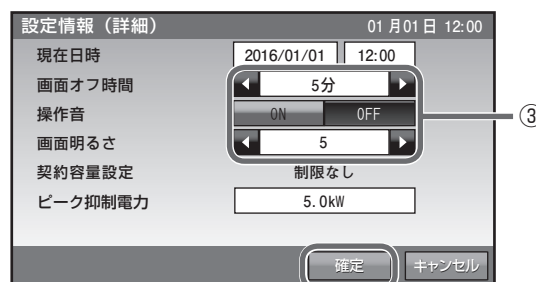 設定情報（詳細） 01月01日 12:00
現在日時 2016/01/01 12:00
画面オフ時間 5分
操作音 ON OFF
画面明るさ 5
契約容量設定 制限なし
ピーク抑制電力 5.0kW
確定 キャンセル
③